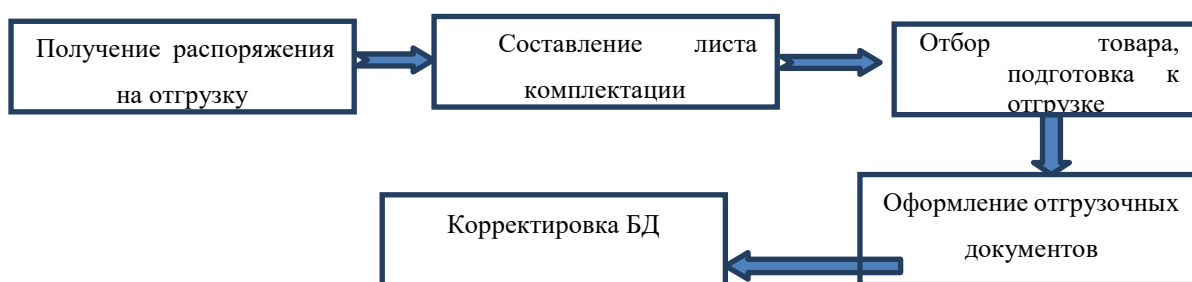 Получение распоряжения
на отгрузку
Составление листа
комплектации
Отбор товара,
подготовка к
отгрузке
Оформление отгрузочных
документов
Корректировка БД